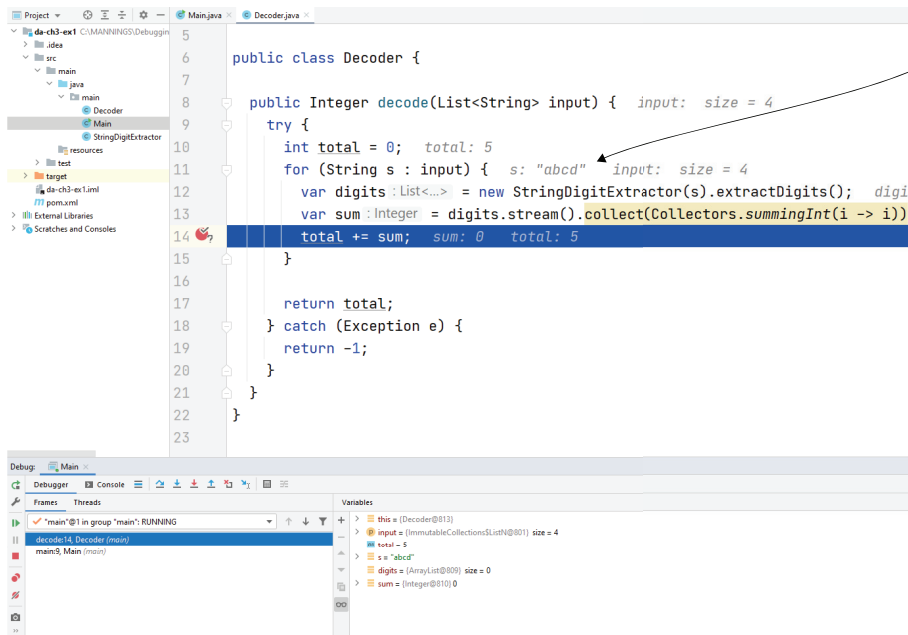 Project
Main.java
Decoder.java
da-ch3-ex1 C:\MANNINGS\Debuggin
.idea
src
main
java
main
Decoder
Main
StringDigitExtractor
resources
test
target
da-ch3-ex1.iml
pom.xml
External Libraries
Scratches and Consoles
5
6 public class Decoder {
7
8 public Integer decode(List<String> input) { input: size = 4
9 try {
10 int total = 0; total: 5
11 for (String s : input) { s: "abcd" input: size = 4
12 var digits : List<...> = new StringDigitExtractor(s).extractDigits(); digi
13 var sum : Integer = digits.stream().collect(Collectors.summingInt(i -> i))
14 ? total += sum; sum: 0 total: 5
15 }
16
17 return total;
18 } catch (Exception e) {
19 return -1;
20 }
21 }
22 }
23
Debug: Main
Debugger Console
Frames Threads
Variables
"main"@1 in group "main": RUNNING
decode:14, Decoder (main)
main:9, Main (main)
this = {Decoder@813}
input = {ImmutableCollections$ListN@801} size = 4
total = 5
s = "abcd"
digits = {ArrayList@809} size = 0
sum = {Integer@810} 0